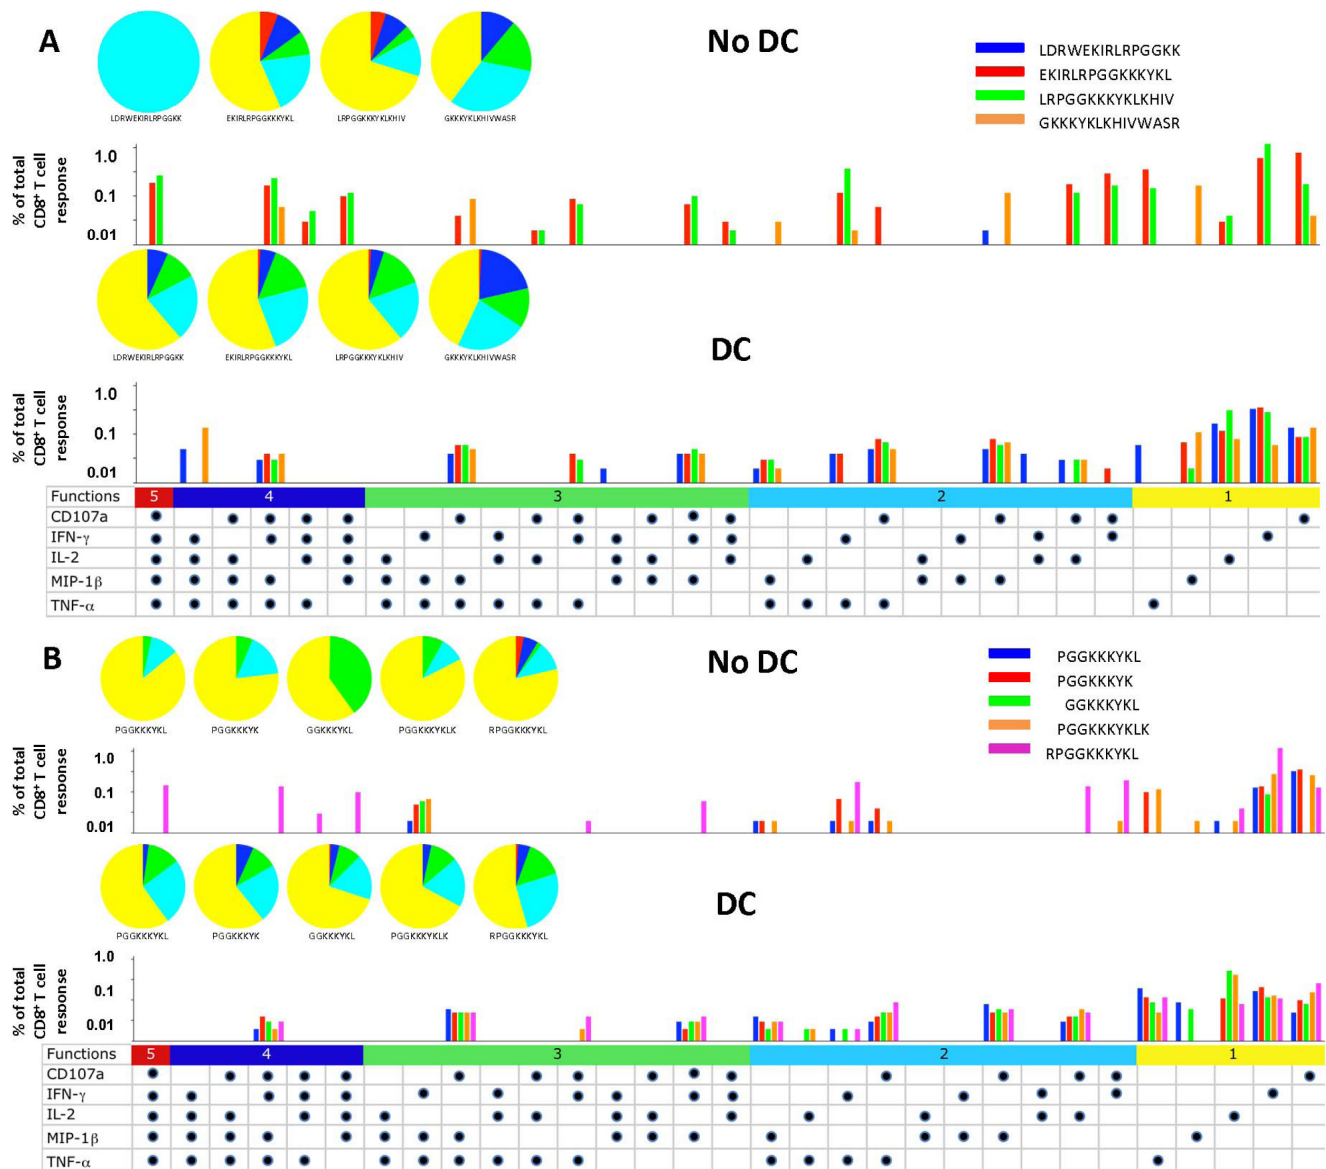 A
No DC
LDRWEKIRLRPGGKK
EKIRLRPGGKKKYKL
LRPGGKKKYKLKHIV
GKKKYKLKHIVWASR
LDRWEKIRLRPGGKK
EKIRLRPGGKKKYKL
LRPGGKKKYKLKHIV
GKKKYKLKHIVWASR
% of total
CD8⁺ T cell
response
1.0
0.1
0.01
LDRWEKIRLRPGGKK
EKIRLRPGGKKKYKL
LRPGGKKKYKLKHIV
GKKKYKLKHIVWASR
DC
% of total
CD8⁺ T cell
response
1.0
0.1
0.01
Functions 5 4 3 2 1
CD107a
IFN-γ
IL-2
MIP-1β
TNF-α
B
No DC
PGGKKKYKL
PGGKKKYK
GGKKKYKL
PGGKKKYKLK
RPGGKKKYKL
PGGKKKYKL
PGGKKKYK
GGKKKYKL
PGGKKKYKLK
RPGGKKKYKL
% of total
CD8⁺ T cell
response
1.0
0.1
0.01
PGGKKKYKL
PGGKKKYK
GGKKKYKL
PGGKKKYKLK
RPGGKKKYKL
DC
% of total
CD8⁺ T cell
response
1.0
0.1
0.01
Functions 5 4 3 2 1
CD107a
IFN-γ
IL-2
MIP-1β
TNF-α